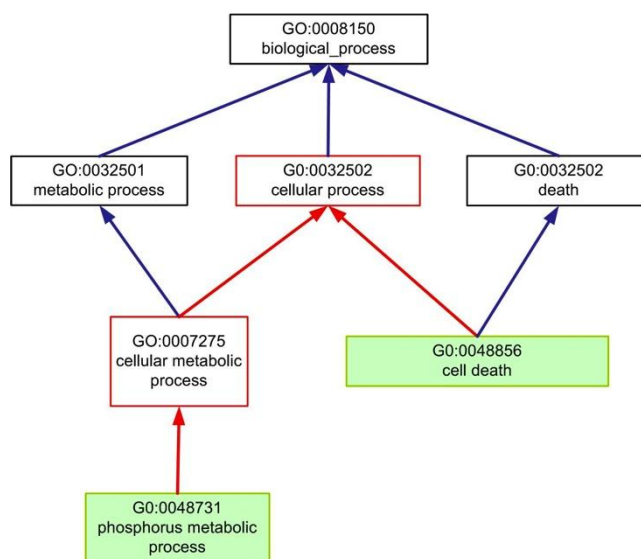 GO:0008150
biological_process
GO:0032501
metabolic process
G0:0032502
cellular process
G0:0032502
death
GO:0007275
cellular metabolic
process
G0:0048856
cell death
G0:0048731
phosphorus metabolic
process